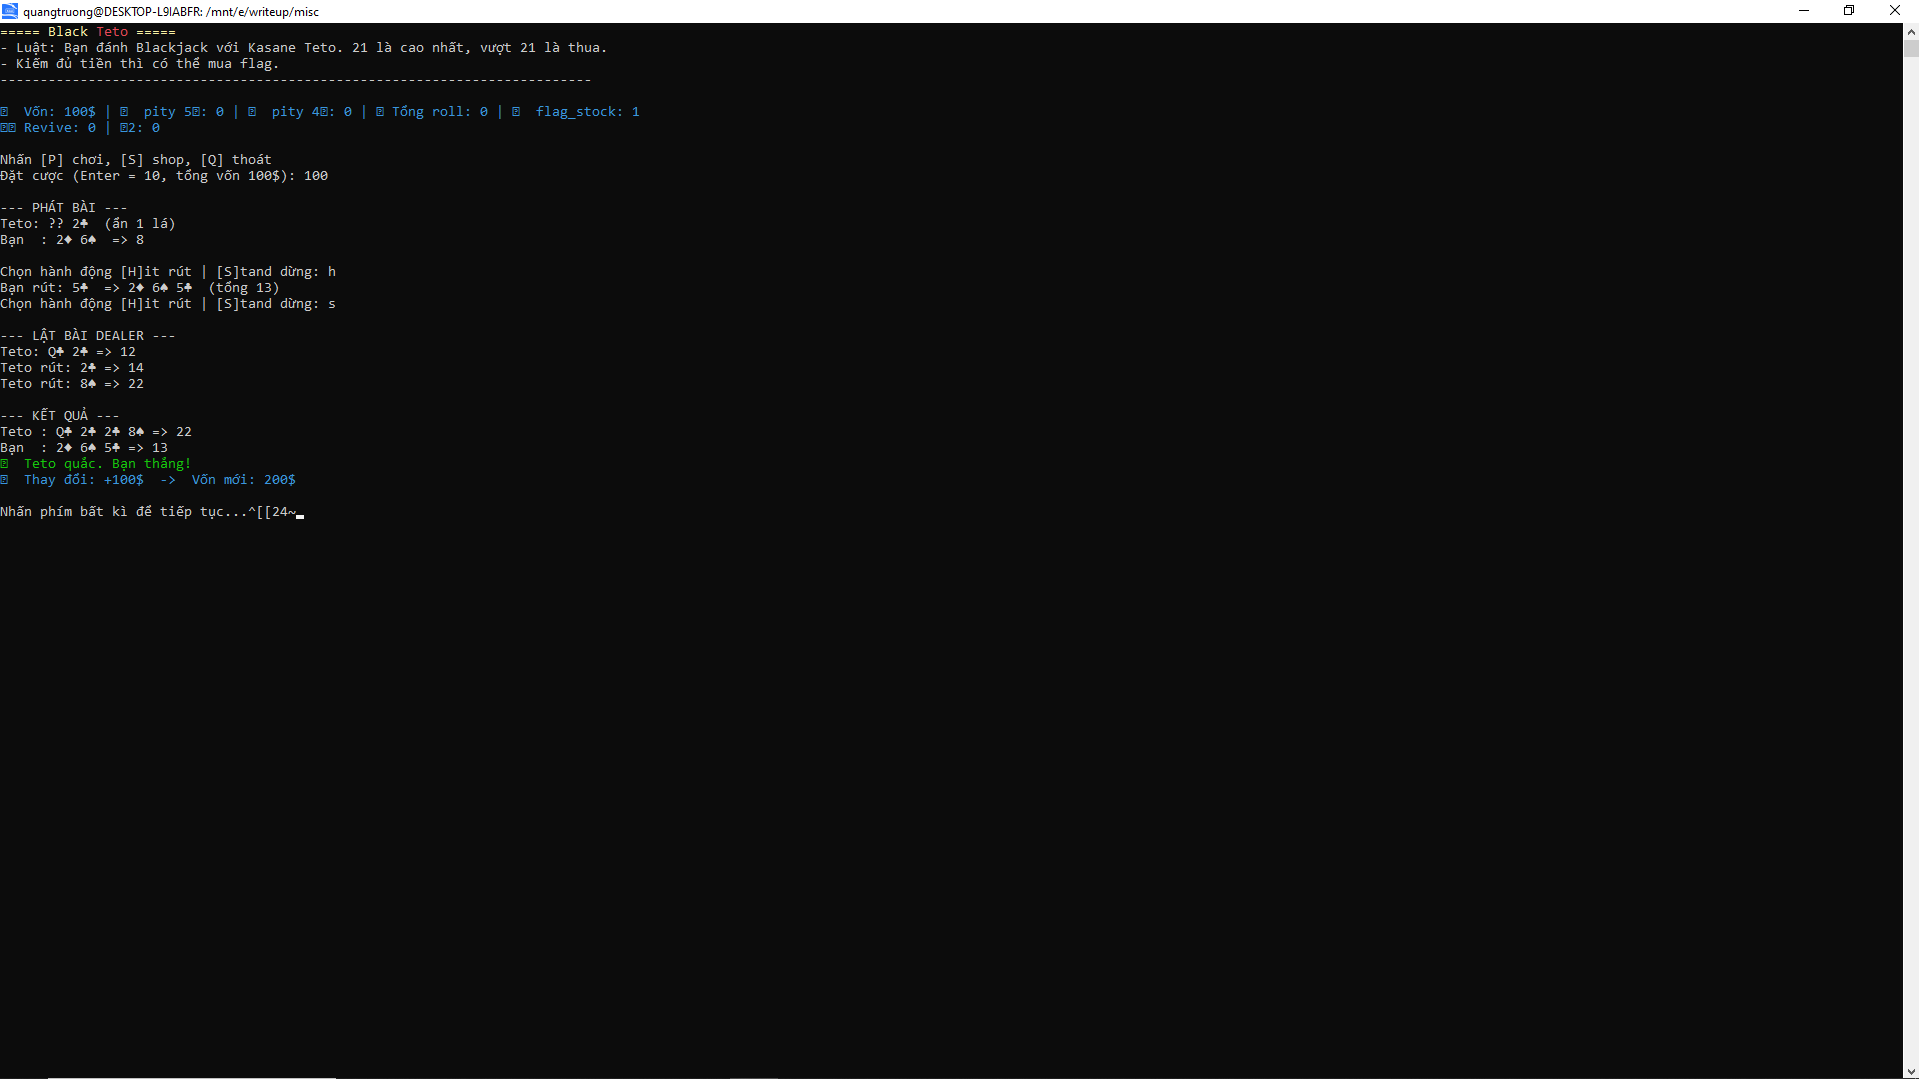 quangtruong@DESKTOP-L9IABFR: /mnt/e/writeup/misc
===== Black Teto =====
- Luật: Bạn đánh Blackjack với Kasane Teto. 21 là cao nhất, vượt 21 là thua.
- Kiếm đủ tiền thì có thể mua flag.
--------------------------------------------------------------------------
Vốn: 100$ | pity 5: 0 | pity 4: 0 | Tổng roll: 0 | flag_stock: 1
Revive: 0 | 2: 0
Nhấn [P] chơi, [S] shop, [Q] thoát
Đặt cược (Enter = 10, tổng vốn 100$): 100
--- PHÁT BÀI ---
Teto: ?? 2♣ (ẩn 1 lá)
Bạn : 2♦ 6♠ => 8
Chọn hành động [H]it rút | [S]tand dừng: h
Bạn rút: 5♣ => 2♦ 6♠ 5♣ (tổng 13)
Chọn hành động [H]it rút | [S]tand dừng: s
--- LẬT BÀI DEALER ---
Teto: Q♣ 2♣ => 12
Teto rút: 2♣ => 14
Teto rút: 8♠ => 22
--- KẾT QUẢ ---
Teto : Q♣ 2♣ 2♣ 8♠ => 22
Bạn : 2♦ 6♠ 5♣ => 13
Teto quắc. Bạn thắng!
Thay đổi: +100$ -> Vốn mới: 200$
Nhấn phím bất kì để tiếp tục...^[[24~